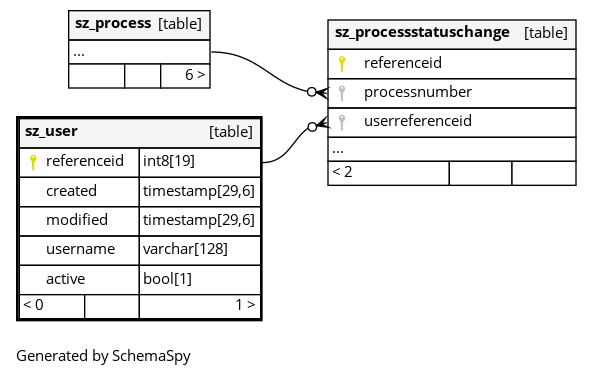 sz_process [table]
...
6 >
sz_processstatuschange [table]
referenceid
processnumber
userreferenceid
...
< 2
sz_user [table]
referenceid int8[19]
created timestamp[29,6]
modified timestamp[29,6]
username varchar[128]
active bool[1]
< 0 1 >
Generated by SchemaSpy